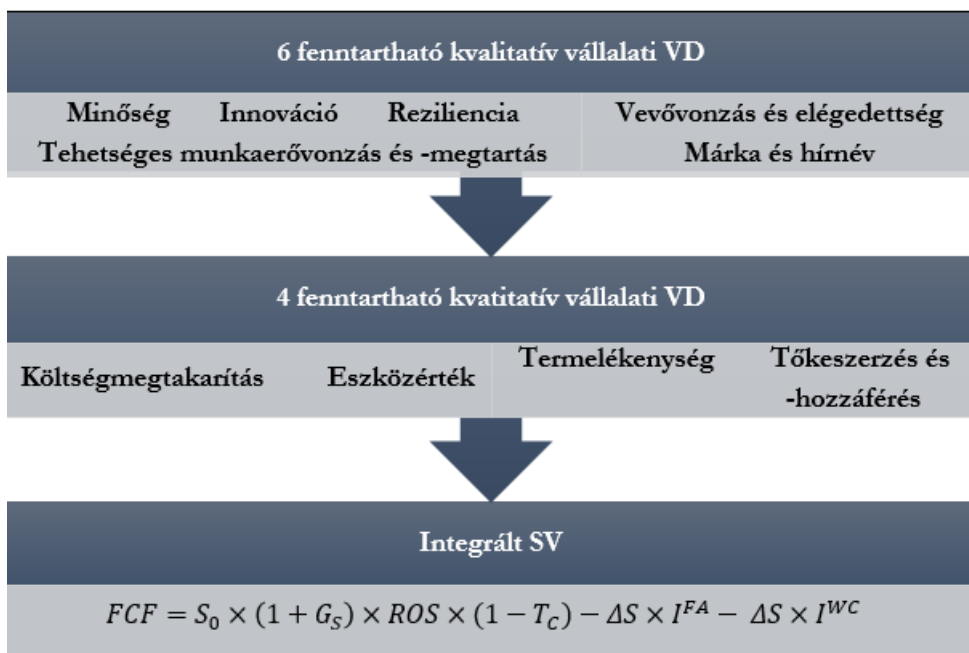 6 fenntartható kvalitatív vállalati VD
Minőség Innováció Reziliencia
Tehetséges munkaerővonzás és -megtartás
Vevővonzás és elégedettség
Márka és hírnév
4 fenntartható kvatitatív vállalati VD
Költségmegtakarítás Eszközérték
Termelékenység Tőkeszerzés és
-hozzáférés
Integrált SV
FCF = S₀ × (1 + G_S) × ROS × (1 − T_C) − ΔS × I^{FA} − ΔS × I^{WC}